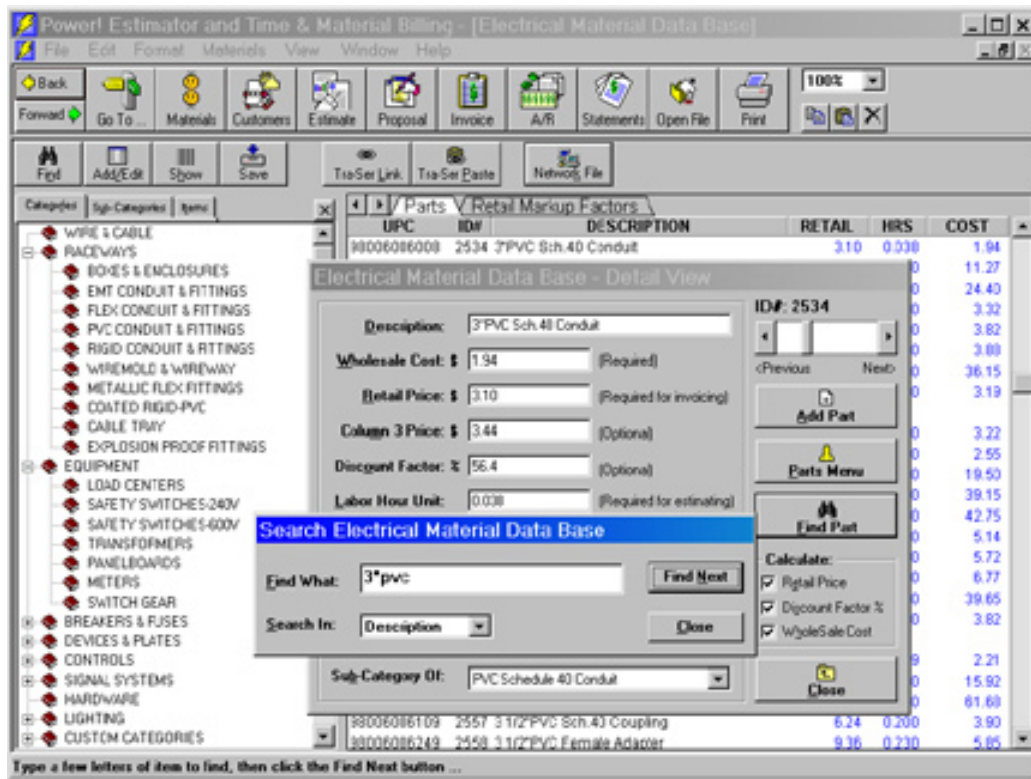 Power! Estimator and Time & Material Billing - [Electrical Material Data Base]
File Edit Format Materials View Window Help
Back
Forward
Go To ...
Materials
Customers
Estimate
Proposal
Invoice
A/R
Statements
Open File
Print
100%
Find
Add/Edit
Show
Save
Tra-Ser Link
Tra-Ser Paste
Network File
Categories
Sub-Categories
Items
WIRE & CABLE
RACEWAYS
BOXES & ENCLOSURES
EMT CONDUIT & FITTINGS
FLEX CONDUIT & FITTINGS
PVC CONDUIT & FITTINGS
RIGID CONDUIT & FITTINGS
WIREMOLD & WIREWAY
METALLIC FLEX FITTINGS
COATED RIGID-PVC
CABLE TRAY
EXPLOSION PROOF FITTINGS
EQUIPMENT
LOAD CENTERS
SAFETY SWITCHES-240V
SAFETY SWITCHES-600V
TRANSFORMERS
PANELBOARDS
METERS
SWITCH GEAR
BREAKERS & FUSES
DEVICES & PLATES
CONTROLS
SIGNAL SYSTEMS
HARDWARE
LIGHTING
CUSTOM CATEGORIES
Parts
Retail Markup Factors
UPC ID# DESCRIPTION RETAIL HRS COST
98006086008 2534 3"PVC Sch.40 Conduit 3.10 0.038 1.94
11.27
24.40
3.32
3.82
3.88
36.15
3.19
3.22
2.55
19.50
39.15
42.75
5.14
5.72
6.77
39.65
3.82
2.21
15.92
61.68
98006086109 2557 3 1/2"PVC Sch.40 Coupling 6.24 0.200 3.90
98006086249 2558 3 1/2"PVC Female Adapter 9.36 0.230 5.85
Electrical Material Data Base - Detail View
Description: 3"PVC Sch.40 Conduit
Wholesale Cost: $ 1.94 (Required)
Retail Price: $ 3.10 (Required for invoicing)
Column 3 Price: $ 3.44 (Optional)
Discount Factor: % 56.4 (Optional)
Labor Hour Unit: 0.038 (Required for estimating)
ID#: 2534
<Previous Next>
Add Part
Parts Menu
Find Part
Calculate:
Retail Price
Discount Factor %
WholeSale Cost
Close
Sub-Category Of: PVC Schedule 40 Conduit
Search Electrical Material Data Base
Find What: 3"pvc
Find Next
Search In: Description
Close
Type a few letters of item to find, then click the Find Next button ...